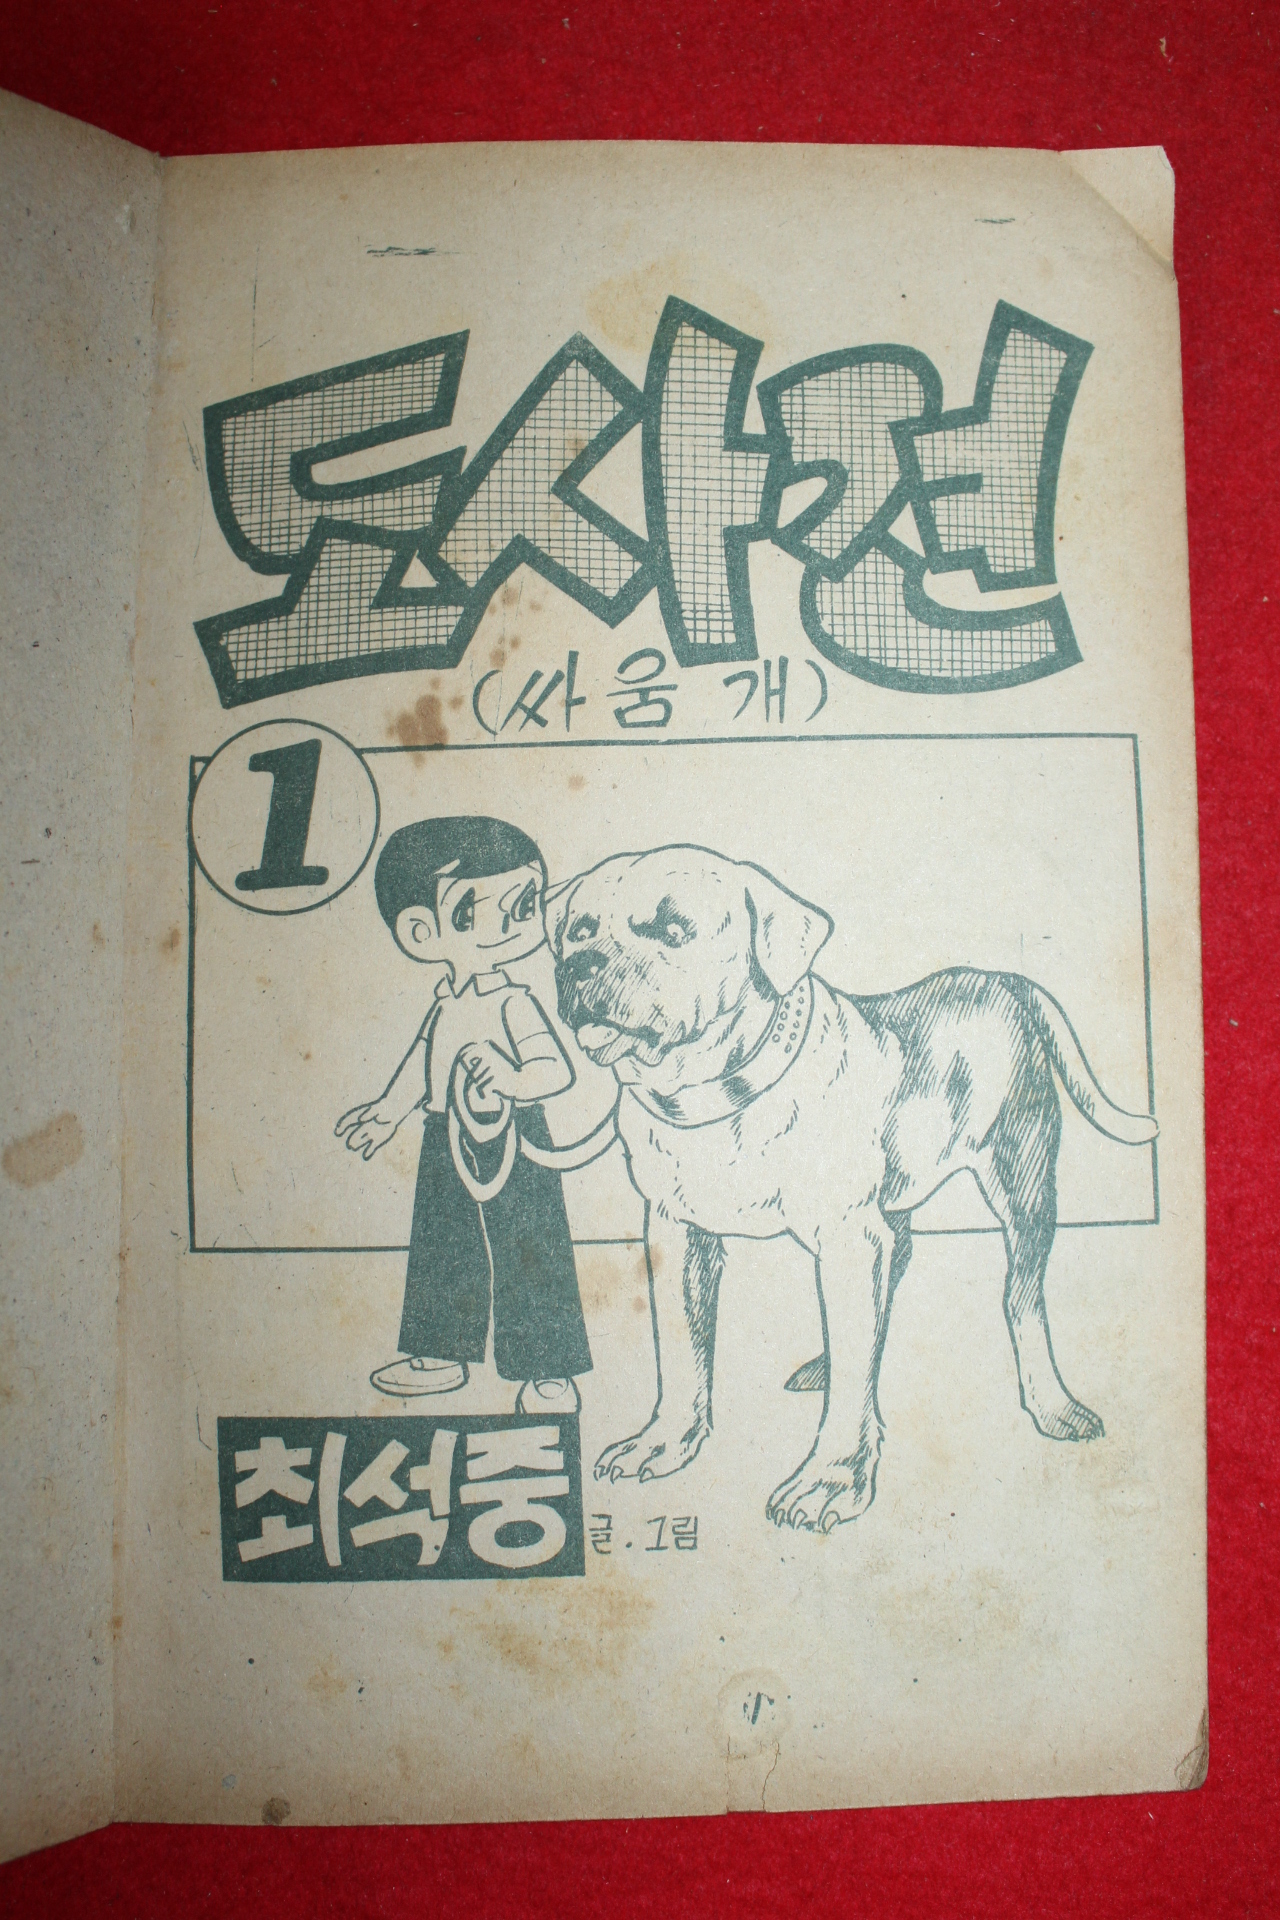 도사견
(싸움개)
1
최석중 글.그림